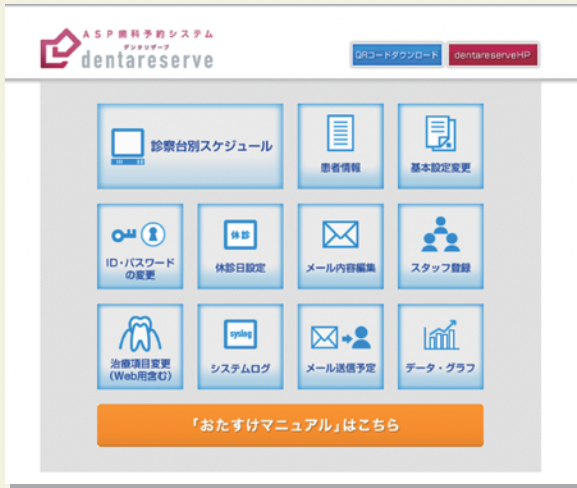 ASP歯科予約システム
デンタリザーブ
dentareserve
QRコードダウンロード
dentareserveHP
診察台別スケジュール
患者情報
基本設定変更
ID・パスワード
の変更
休診
休診日設定
メール内容編集
スタッフ登録
治療項目変更
(Web用含む)
syslog
システムログ
メール送信予定
データ・グラフ
「おたすけマニュアル」はこちら